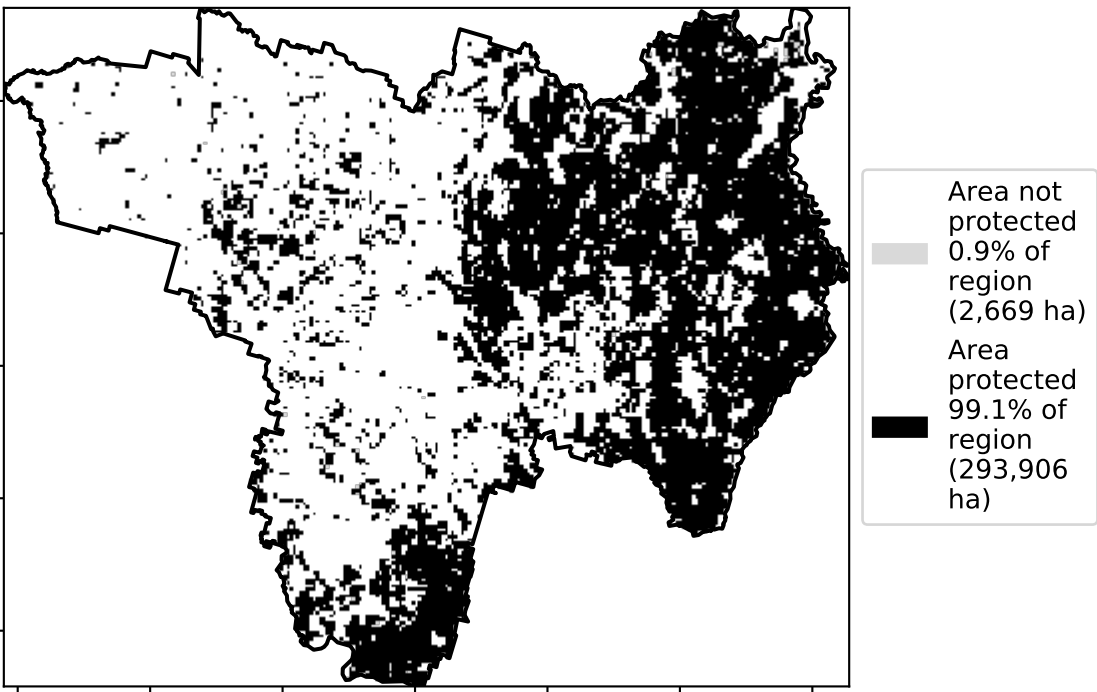 Area not
protected
0.9% of
region
(2,669 ha)
Area
protected
99.1% of
region
(293,906
ha)